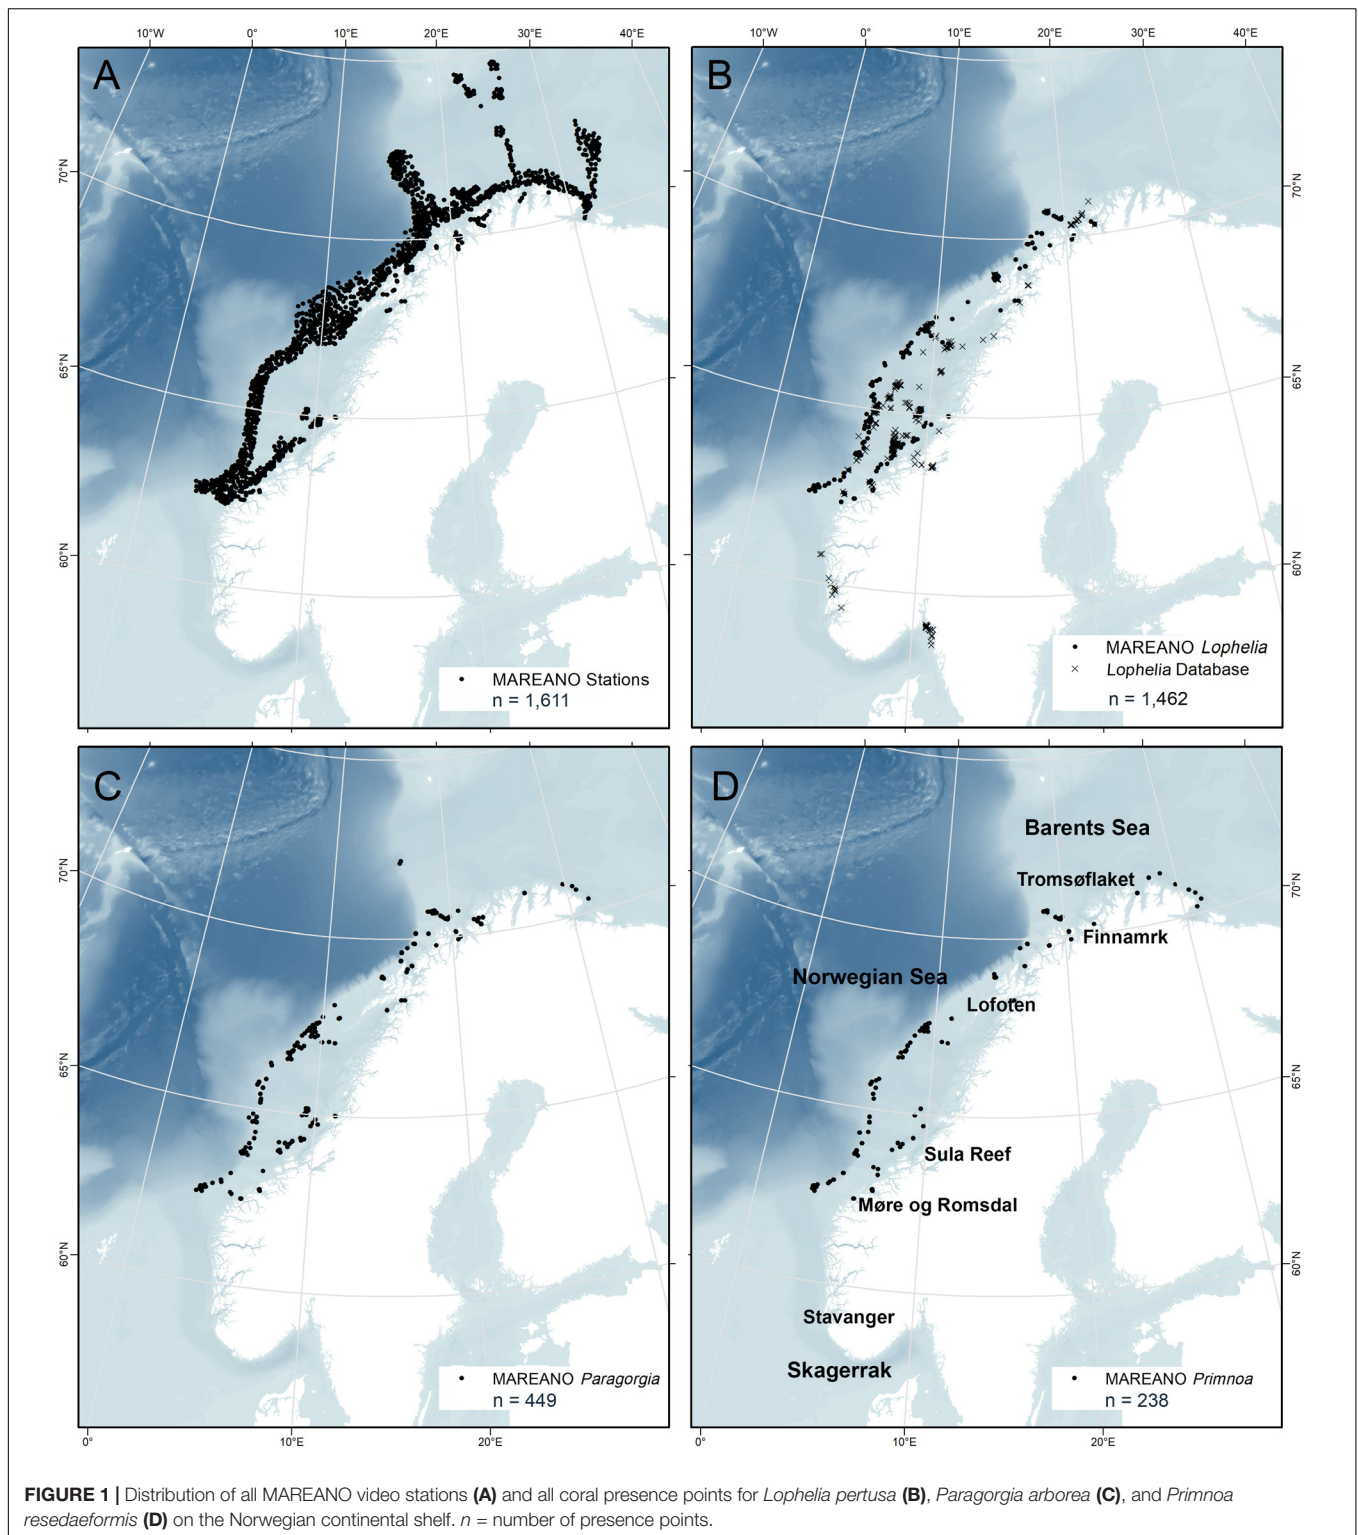 10°W 0° 10°E 20°E 30°E 40°E 10°W 0° 10°E 20°E 30°E 40°E
A
B
70°N
70°N
65°N
65°N
60°N
60°N
MAREANO Stations
n = 1,611
MAREANO Lophelia
Lophelia Database
n = 1,462
C
D
Barents Sea
Tromsøflaket
70°N
70°N
Finnamrk
Norwegian Sea
Lofoten
65°N
65°N
Sula Reef
Møre og Romsdal
60°N
60°N
Stavanger
Skagerrak
MAREANO Paragorgia
n = 449
MAREANO Primnoa
n = 238
0° 10°E 20°E 0° 10°E 20°E
FIGURE 1 | Distribution of all MAREANO video stations (A) and all coral presence points for Lophelia pertusa (B), Paragorgia arborea (C), and Primnoa
resedaeformis (D) on the Norwegian continental shelf. n = number of presence points.